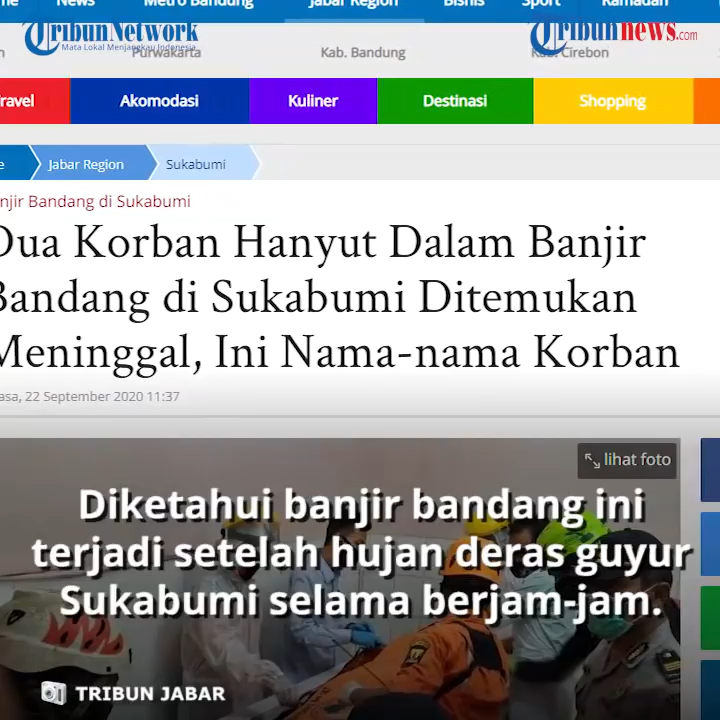 News Metro Bandung Jabar Region Bisnis Sport Ramadan
TribunNetwork
Mata Lokal Menjangkau Indonesia
Tribunnews.com
Purwakarta Kab. Bandung Kab. Cirebon
ravel Akomodasi Kuliner Destinasi Shopping
e Jabar Region Sukabumi
njir Bandang di Sukabumi
Dua Korban Hanyut Dalam Banjir
Bandang di Sukabumi Ditemukan
Meninggal, Ini Nama-nama Korban
asa, 22 September 2020 11:37
lihat foto
Diketahui banjir bandang ini
terjadi setelah hujan deras guyur
Sukabumi selama berjam-jam.
TRIBUN JABAR